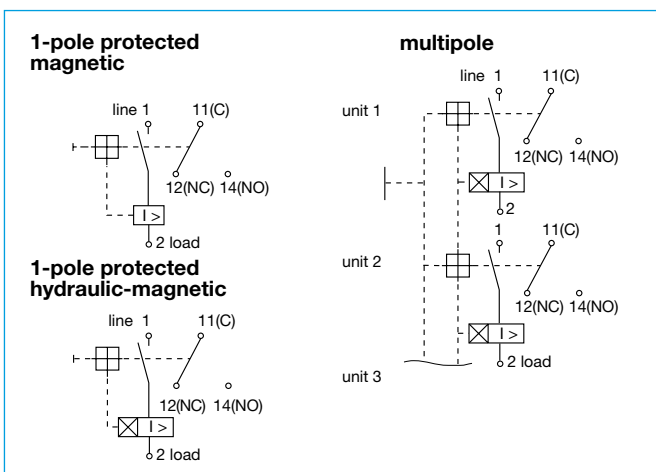 1-pole protected
magnetic
line 1
11(C)
12(NC) 14(NO)
I >
2 load
1-pole protected
hydraulic-magnetic
line 1
11(C)
12(NC) 14(NO)
I >
2 load
multipole
line 1
11(C)
unit 1
12(NC) 14(NO)
I >
2
1
11(C)
unit 2
12(NC) 14(NO)
I >
2 load
unit 3